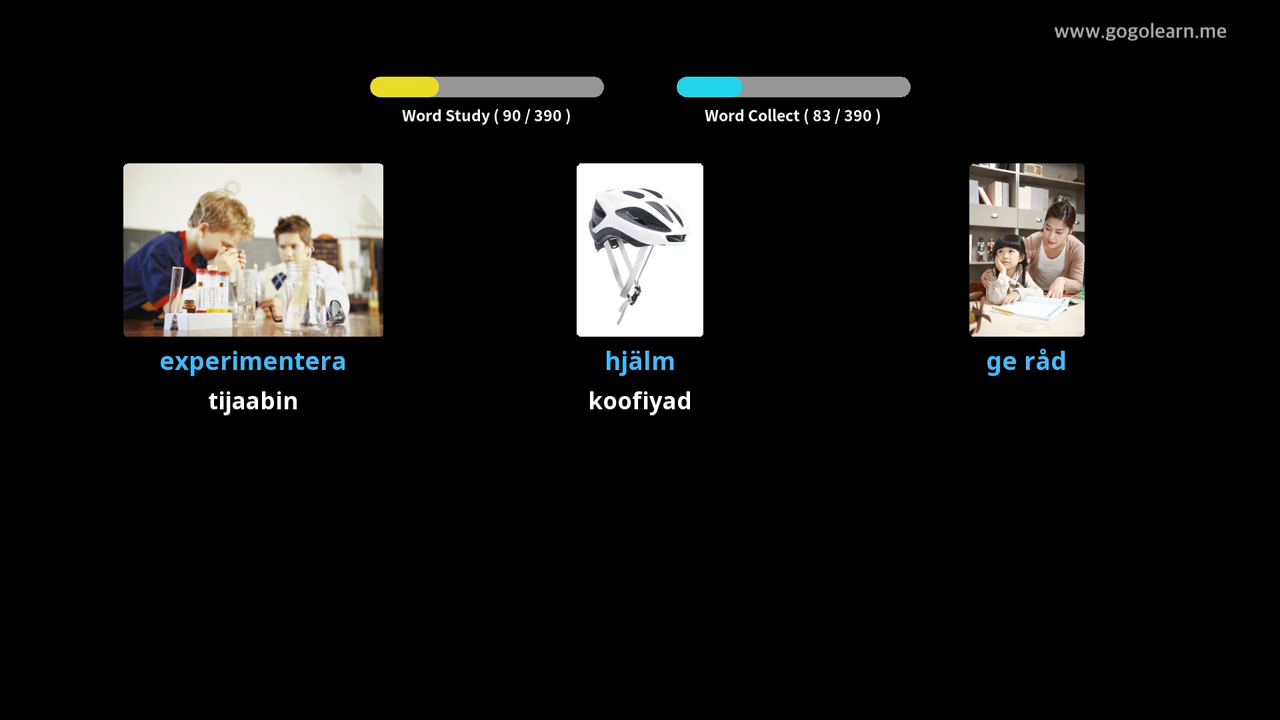 www.gogolearn.me
Word Study ( 90 / 390 )
Word Collect ( 83 / 390 )
experimentera
tijaabin
hjälm
koofiyad
ge råd